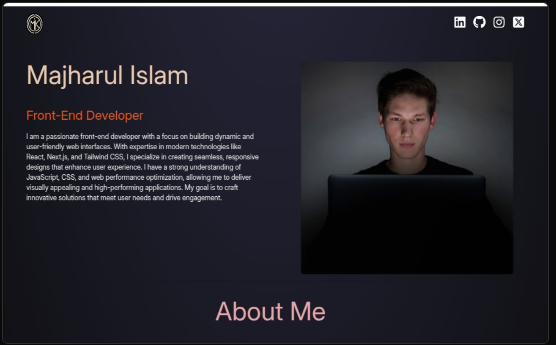 Majharul Islam
Front-End Developer
I am a passionate front-end developer with a focus on building dynamic and
user-friendly web interfaces. With expertise in modern technologies like
React, Next.js, and Tailwind CSS, I specialize in creating seamless, responsive
designs that enhance user experience. I have a strong understanding of
JavaScript, CSS, and web performance optimization, allowing me to deliver
visually appealing and high-performing applications. My goal is to craft
innovative solutions that meet user needs and drive engagement.
About Me